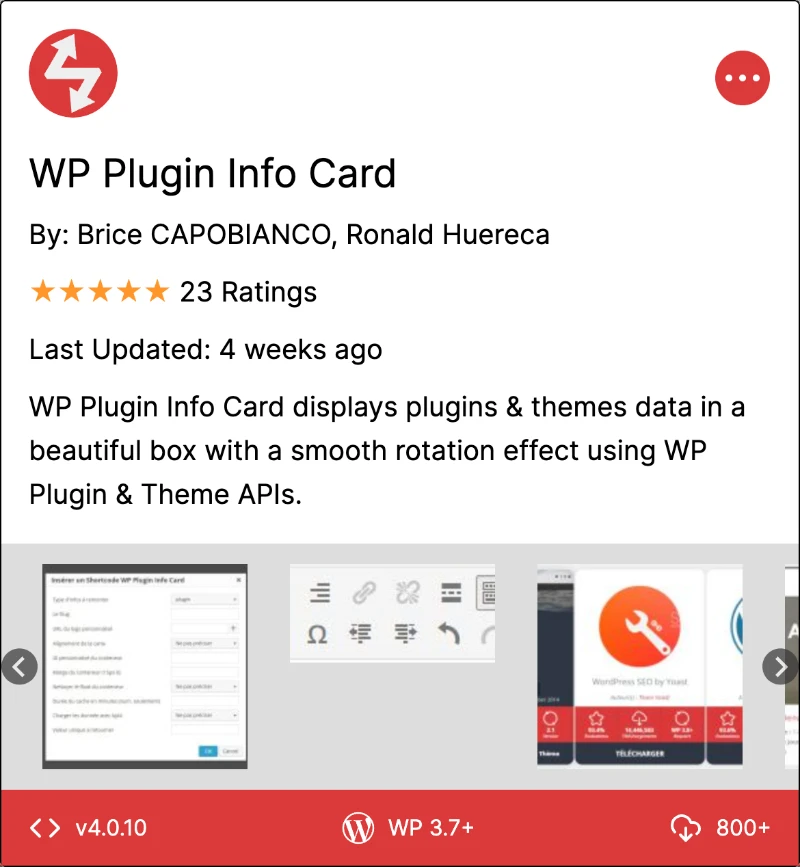 WP Plugin Info Card
By: Brice CAPOBIANCO, Ronald Huereca
23 Ratings
Last Updated: 4 weeks ago
WP Plugin Info Card displays plugins & themes data in a
beautiful box with a smooth rotation effect using WP
Plugin & Theme APIs.
Insérer un Shortcode WP Plugin Info Card
WordPress SEO by Yoast
TÉLÉCHARGER
v4.0.10
WP 3.7+
800+